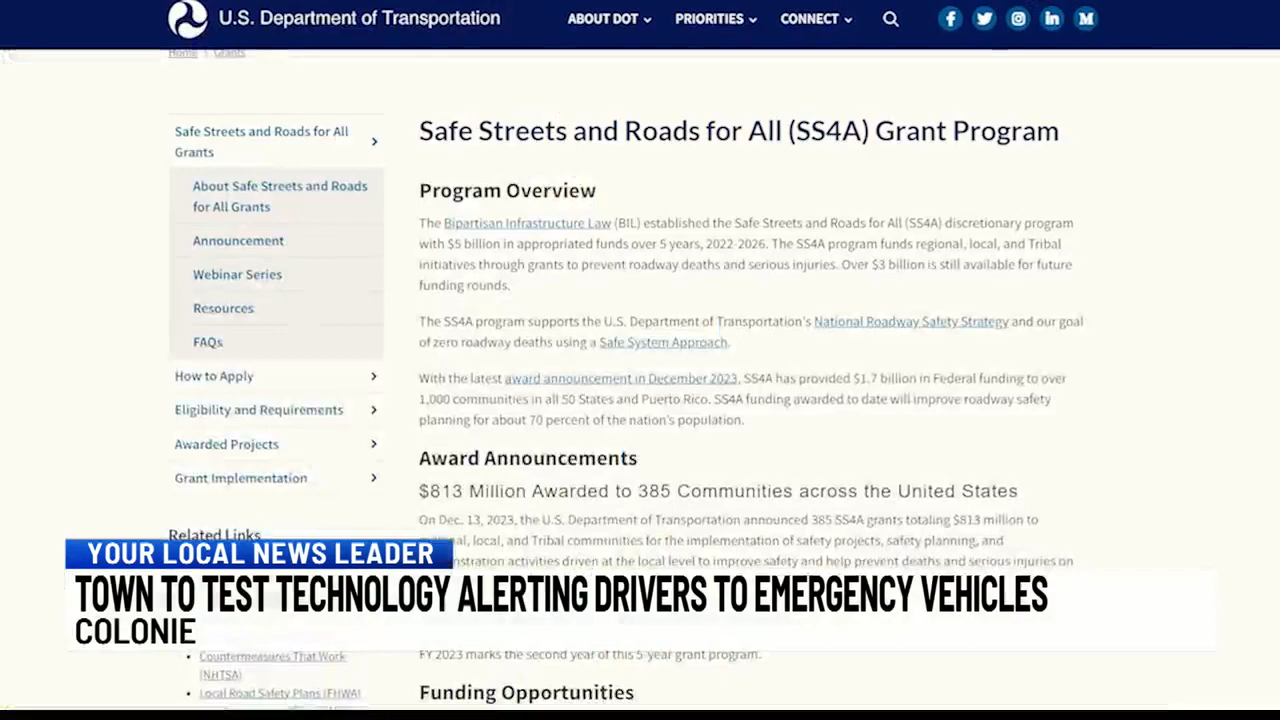 U.S. Department of Transportation
ABOUT DOT
PRIORITIES
CONNECT
Home
Grants
Safe Streets and Roads for All
Grants
About Safe Streets and Roads
for All Grants
Announcement
Webinar Series
Resources
FAQs
How to Apply
Eligibility and Requirements
Awarded Projects
Grant Implementation
Related Links
Safe Streets and Roads for All (SS4A) Grant Program
Program Overview
The Bipartisan Infrastructure Law (BIL) established the Safe Streets and Roads for All (SS4A) discretionary program
with $5 billion in appropriated funds over 5 years, 2022-2026. The SS4A program funds regional, local, and Tribal
initiatives through grants to prevent roadway deaths and serious injuries. Over $3 billion is still available for future
funding rounds.
The SS4A program supports the U.S. Department of Transportation's National Roadway Safety Strategy and our goal
of zero roadway deaths using a Safe System Approach.
With the latest award announcement in December 2023, SS4A has provided $1.7 billion in Federal funding to over
1,000 communities in all 50 States and Puerto Rico. SS4A funding awarded to date will improve roadway safety
planning for about 70 percent of the nation's population.
Award Announcements
$813 Million Awarded to 385 Communities across the United States
On Dec. 13, 2023, the U.S. Department of Transportation announced 385 SS4A grants totaling $813 million to
local, and Tribal communities for the implementation of safety projects, safety planning, and
activities driven at the local level to improve safety and help prevent deaths and serious injuries on
YOUR LOCAL NEWS LEADER
TOWN TO TEST TECHNOLOGY ALERTING DRIVERS TO EMERGENCY VEHICLES
COLONIE
Countermeasures That Work
(NHTSA)
Local Road Safety Plans (FHWA)
FY 2023 marks the second year of this 5-year grant program.
Funding Opportunities